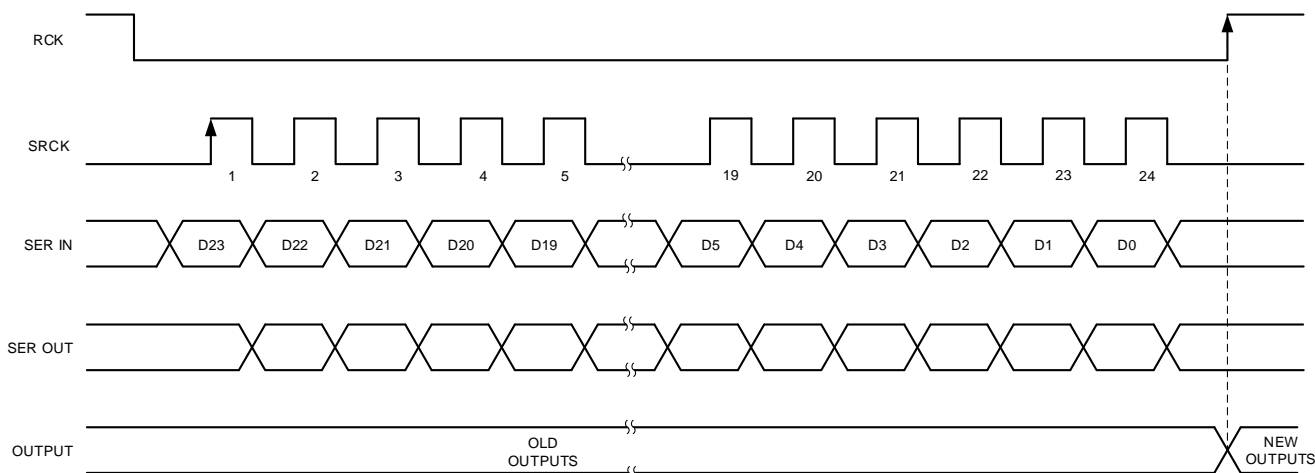 RCK
SRCK
1 2 3 4 5 19 20 21 22 23 24
SER IN
D23 D22 D21 D20 D19 D5 D4 D3 D2 D1 D0
SER OUT
OUTPUT
OLD
OUTPUTS
NEW
OUTPUTS